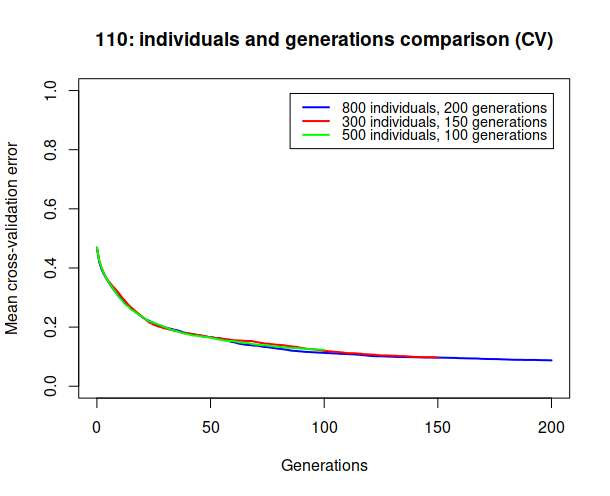 110: individuals and generations comparison (CV)
1.0
0.8
0.6
0.4
0.2
0.0
Mean cross-validation error
800 individuals, 200 generations
300 individuals, 150 generations
500 individuals, 100 generations
0 50 100 150 200
Generations